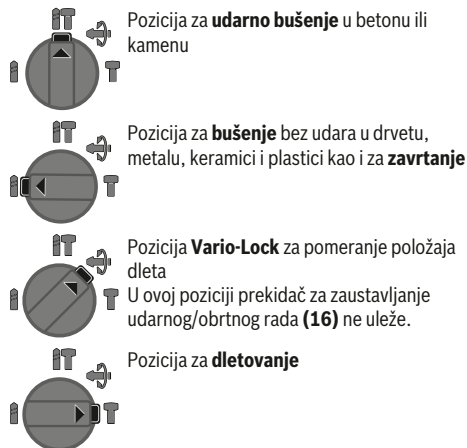 Pozicija za udarno bušenje u betonu ili
kamenu
Pozicija za bušenje bez udara u drvetu,
metalu, keramici i plastici kao i za zavrtanje
Pozicija Vario-Lock za pomeranje položaja
dleta
U ovoj poziciji prekidač za zaustavljanje
udarnog/obrtnog rada (16) ne uleže.
Pozicija za dletovanje